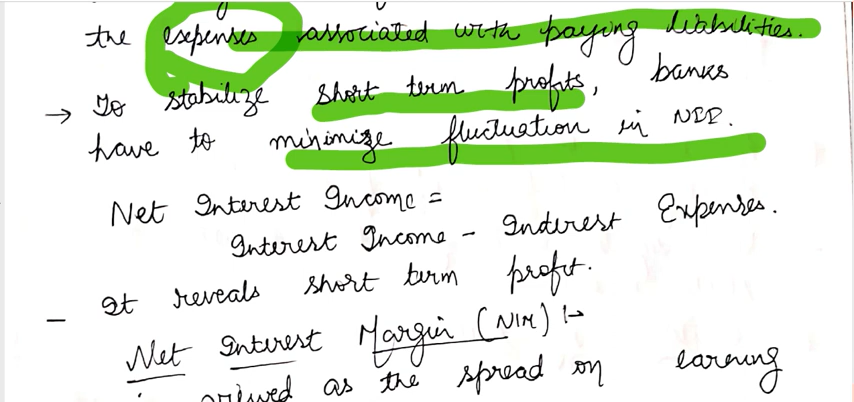 the expenses associated with paying liabilities.
→ To stabilize short term profits, banks
have to minimize fluctuation in NII.
Net Interest Income =
Interest Income - Interest Expenses.
- It reveals short term profit.
Net Interest Margin (NIM) :-
viewed as the spread on earning